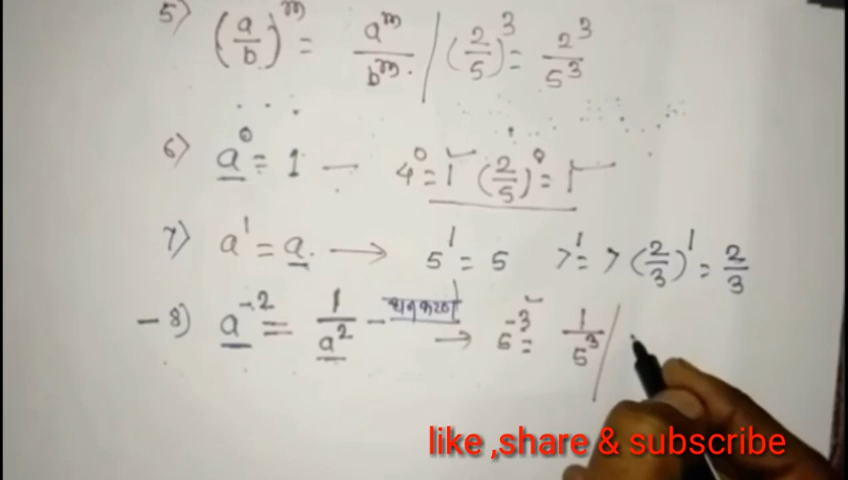 5) (a/b)^m = a^m/b^m. | (2/5)^3 = 2^3/5^3
6) a^0 = 1 — 4^0 = 1 (2/5)^0 = 1
7) a^1 = a. → 5^1 = 5 7^1 = 7 (2/3)^1 = 2/3
- 8) a^-2 = 1/a^2 - → 5^-3 = 1/5^3 |
like ,share & subscribe